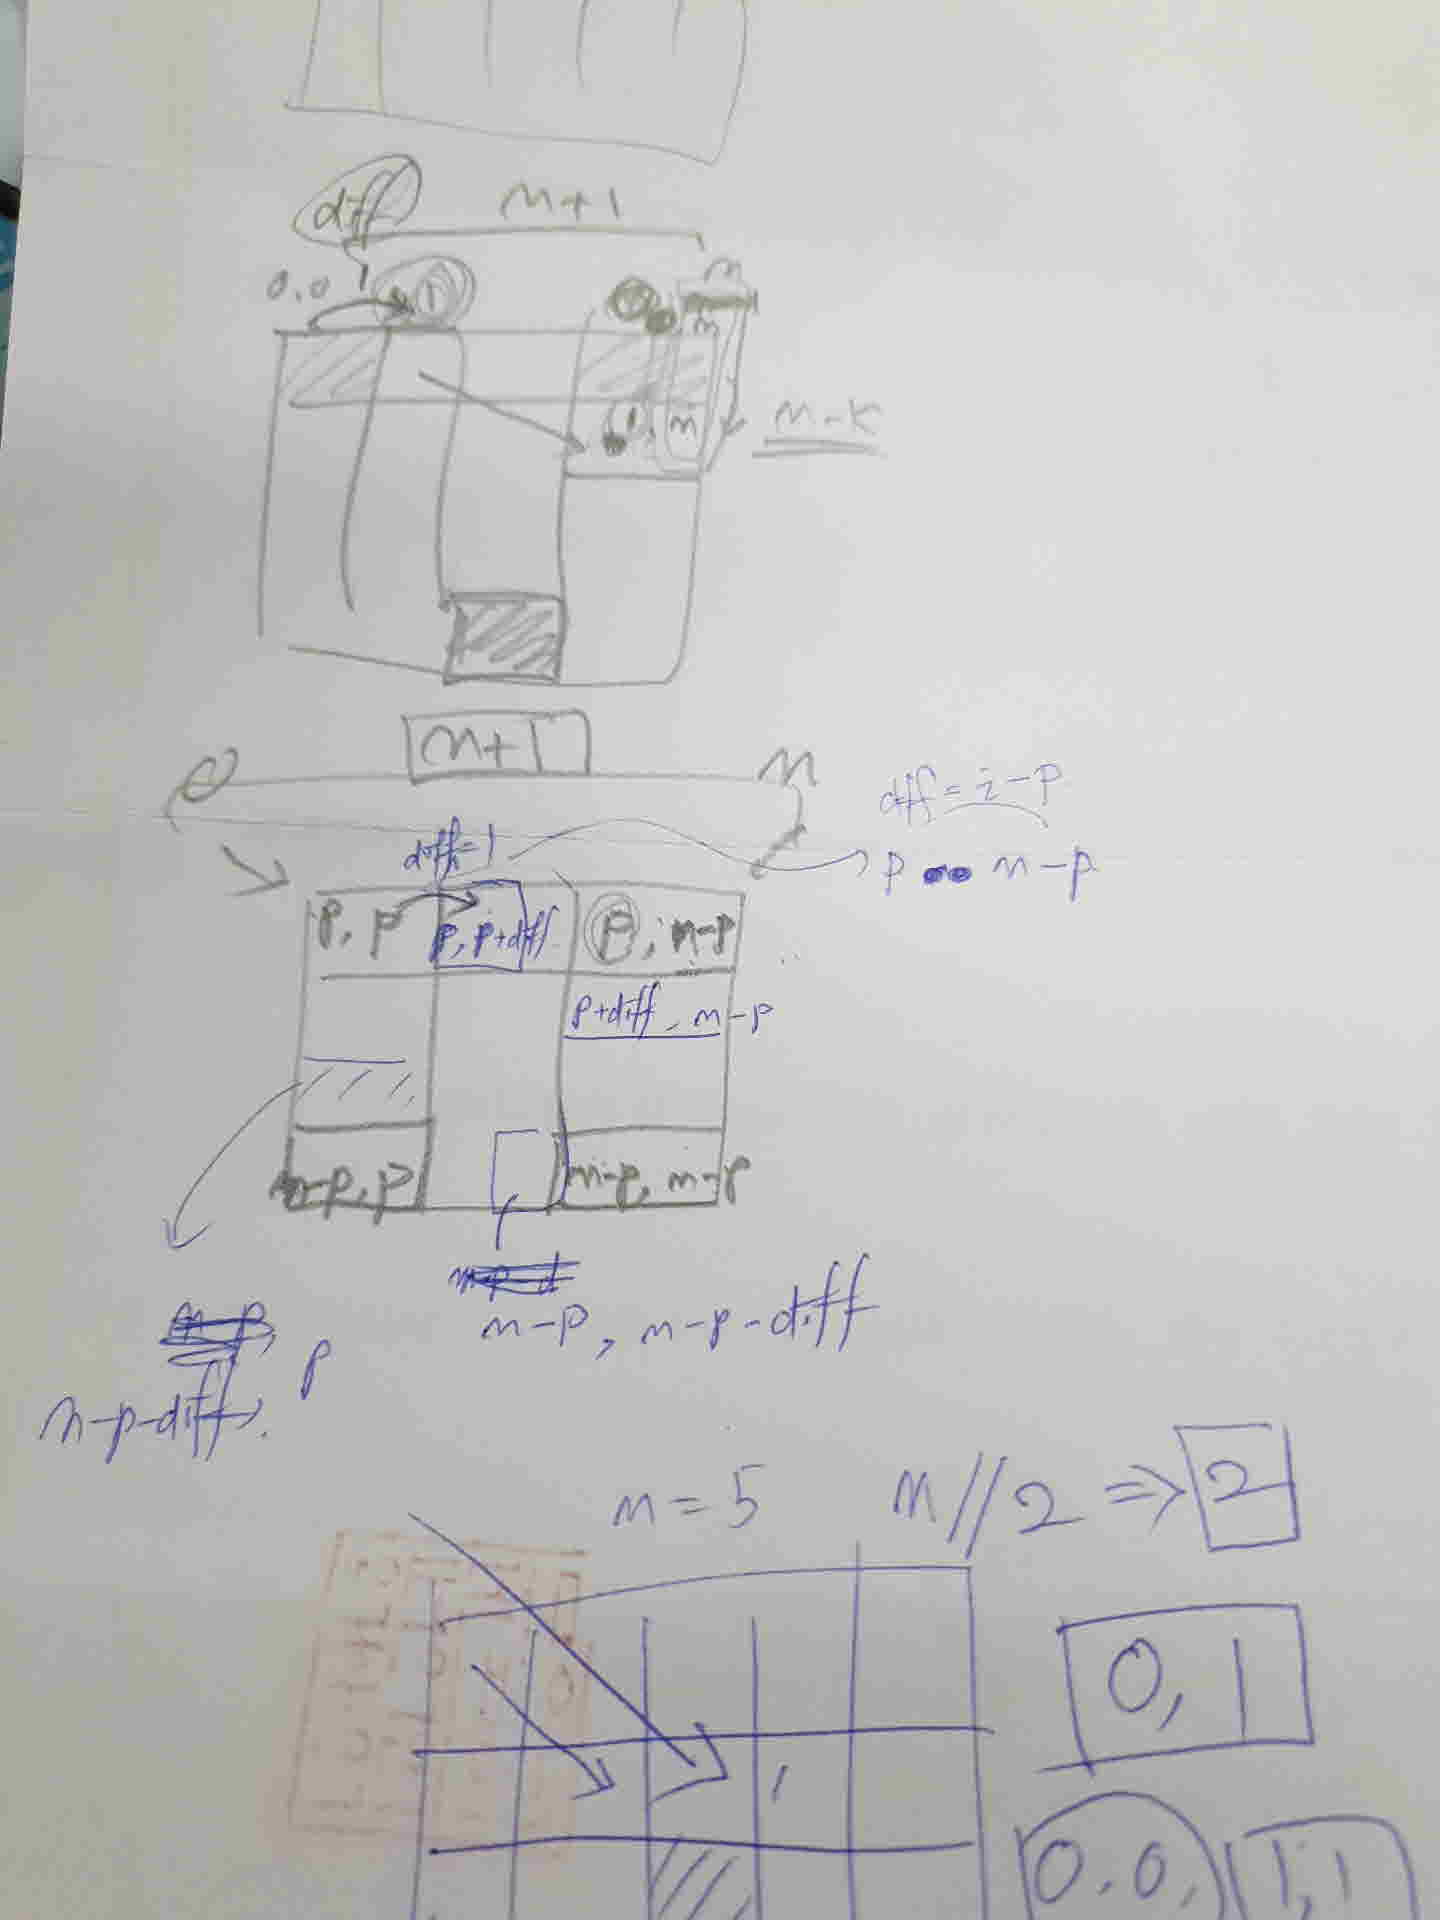 diff
n+1
0.0
1
n
n
1, n
n-k
n+1
0
n
diff = i-p
diff=1
p ●● n-p
p, p
p, p+diff
p, n-p
p+diff, n-p
n-p, p
n-p, n-p
n-p, n-p-diff
p
n-p-diff,
n=5
n//2 ⇒ 2
0, 1
0.0,
1,1